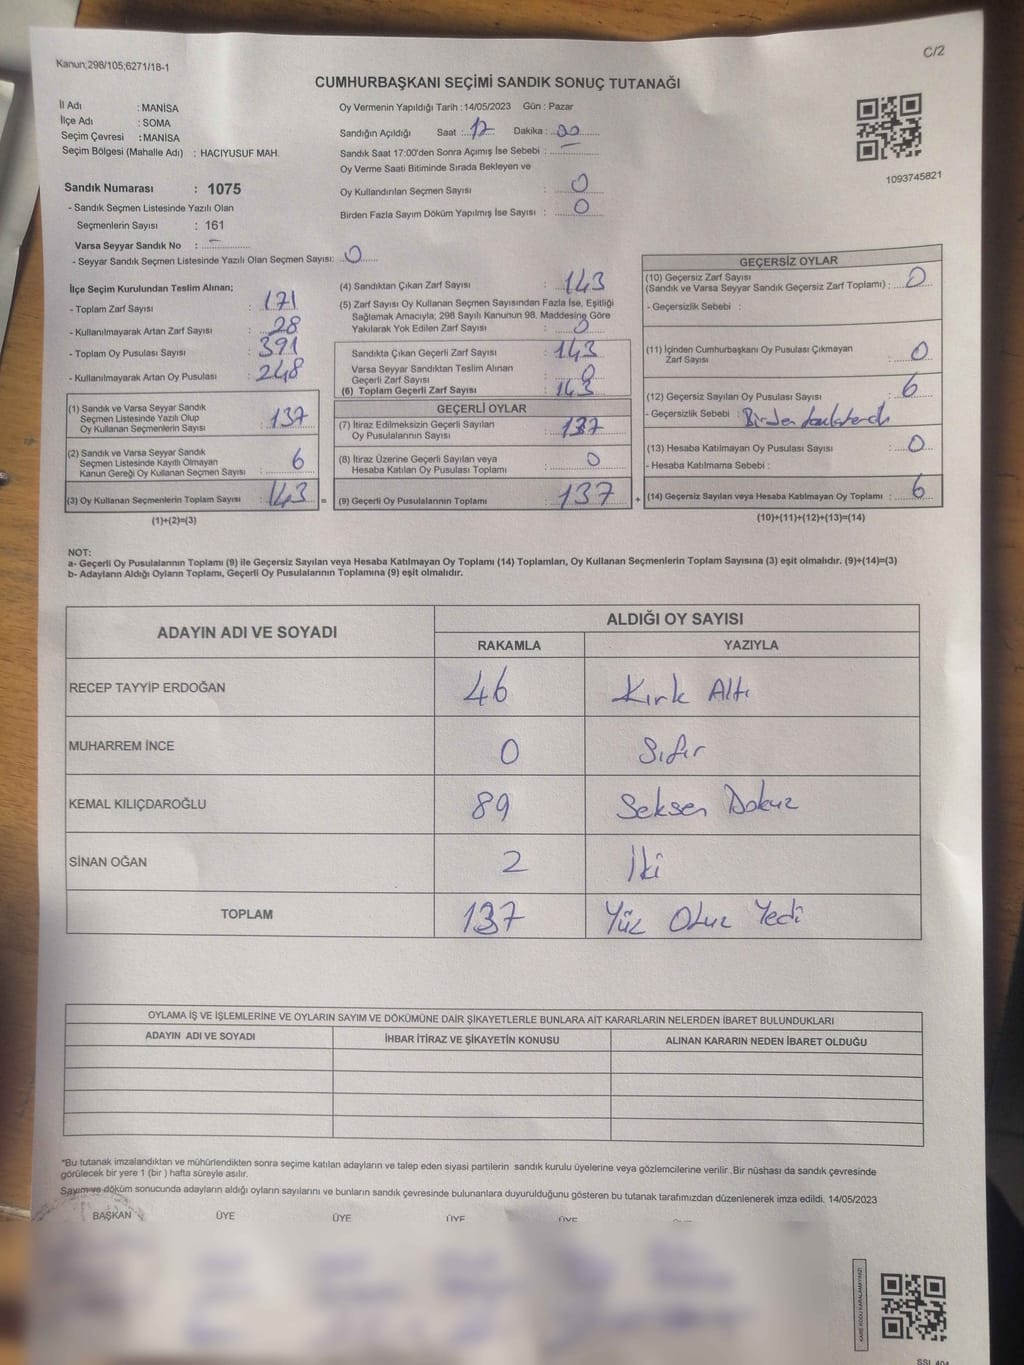 Kanun;298/105;6271/18-1
C/2
CUMHURBAŞKANI SEÇİMİ SANDIK SONUÇ TUTANAĞI
İl Adı : MANİSA
İlçe Adı : SOMA
Seçim Çevresi : MANİSA
Seçim Bölgesi (Mahalle Adı) : HACIYUSUF MAH.
Oy Vermenin Yapıldığı Tarih : 14/05/2023 Gün : Pazar
Sandığın Açıldığı Saat : 17 Dakika : 00
Sandık Saat 17:00'den Sonra Açımış İse Sebebi : —
Oy Verme Saati Bitiminde Sırada Bekleyen ve
Oy Kullandırılan Seçmen Sayısı : 0
Birden Fazla Sayım Döküm Yapılmış İse Sayısı : 0
1093745821
Sandık Numarası : 1075
- Sandık Seçmen Listesinde Yazılı Olan
Seçmenlerin Sayısı : 161
Varsa Seyyar Sandık No : -
- Seyyar Sandık Seçmen Listesinde Yazılı Olan Seçmen Sayısı: 0
İlçe Seçim Kurulundan Teslim Alınan;
- Toplam Zarf Sayısı : 171
- Kullanılmayarak Artan Zarf Sayısı : 28
- Toplam Oy Pusulası Sayısı : 391
- Kullanılmayarak Artan Oy Pusulası : 248
(1) Sandık ve Varsa Seyyar Sandık
Seçmen Listesinde Yazılı Olup
Oy Kullanan Seçmenlerin Sayısı : 137
(2) Sandık ve Varsa Seyyar Sandık
Seçmen Listesinde Kayıtlı Olmayan
Kanun Gereği Oy Kullanan Seçmen Sayısı : 6
(3) Oy Kullanan Seçmenlerin Toplam Sayısı : 143 =
(1)+(2)=(3)
(4) Sandıktan Çıkan Zarf Sayısı : 143
(5) Zarf Sayısı Oy Kullanan Seçmen Sayısından Fazla İse, Eşitliği
Sağlamak Amacıyla; 298 Sayılı Kanunun 98. Maddesine Göre
Yakılarak Yok Edilen Zarf Sayısı : 0
Sandıkta Çıkan Geçerli Zarf Sayısı : 143
Varsa Seyyar Sandıktan Teslim Alınan
Geçerli Zarf Sayısı : 0
(6) Toplam Geçerli Zarf Sayısı : 143
GEÇERLİ OYLAR
(7) İtiraz Edilmeksizin Geçerli Sayılan
Oy Pusulalarının Sayısı : 137
(8) İtiraz Üzerine Geçerli Sayılan veya
Hesaba Katılan Oy Pusulası Toplamı : 0
(9) Geçerli Oy Pusulalarının Toplamı : 137 +
GEÇERSİZ OYLAR
(10) Geçersiz Zarf Sayısı
(Sandık ve Varsa Seyyar Sandık Geçersiz Zarf Toplamı) : 0
- Geçersizlik Sebebi :
(11) İçinden Cumhurbaşkanı Oy Pusulası Çıkmayan
Zarf Sayısı : 0
(12) Geçersiz Sayılan Oy Pusulası Sayısı : 6
- Geçersizlik Sebebi : Birden
(13) Hesaba Katılmayan Oy Pusulası Sayısı : 0
- Hesaba Katılmama Sebebi :
(14) Geçersiz Sayılan veya Hesaba Katılmayan Oy Toplamı : 6
(10)+(11)+(12)+(13)=(14)
NOT:
a- Geçerli Oy Pusulalarının Toplamı (9) ile Geçersiz Sayılan veya Hesaba Katılmayan Oy Toplamı (14) Toplamları, Oy Kullanan Seçmenlerin Toplam Sayısına (3) eşit olmalıdır. (9)+(14)=(3)
b- Adayların Aldığı Oyların Toplamı, Geçerli Oy Pusulalarının Toplamına (9) eşit olmalıdır.
ADAYIN ADI VE SOYADI
ALDIĞI OY SAYISI
RAKAMLA YAZIYLA
RECEP TAYYİP ERDOĞAN 46 Kırk Altı
MUHARREM İNCE 0 Sıfır
KEMAL KILIÇDAROĞLU 89 Seksen Dokuz
SİNAN OĞAN 2 İki
TOPLAM 137 Yüz Otuz Yedi
OYLAMA İŞ VE İŞLEMLERİNE VE OYLARIN SAYIM VE DÖKÜMÜNE DAİR ŞİKAYETLERLE BUNLARA AİT KARARLARIN NELERDEN İBARET BULUNDUKLARI
ADAYIN ADI VE SOYADI İHBAR İTİRAZ VE ŞİKAYETİN KONUSU ALINAN KARARIN NEDEN İBARET OLDUĞU
*Bu tutanak imzalandıktan ve mühürlendikten sonra seçime katılan adayların ve talep eden siyasi partilerin sandık kurulu üyelerine veya gözlemcilerine verilir. Bir nüshası da sandık çevresinde
görülecek bir yere 1 (bir ) hafta süreyle asılır.
Sayım ve döküm sonucunda adayların aldığı oyların sayılarını ve bunların sandık çevresinde bulunanlara duyurulduğunu gösteren bu tutanak tarafımızdan düzenlenerek imza edildi. 14/05/2023
BAŞKAN ÜYE ÜYE ÜYE ÜYE
KARE KODU KARALAMAYINIZ!